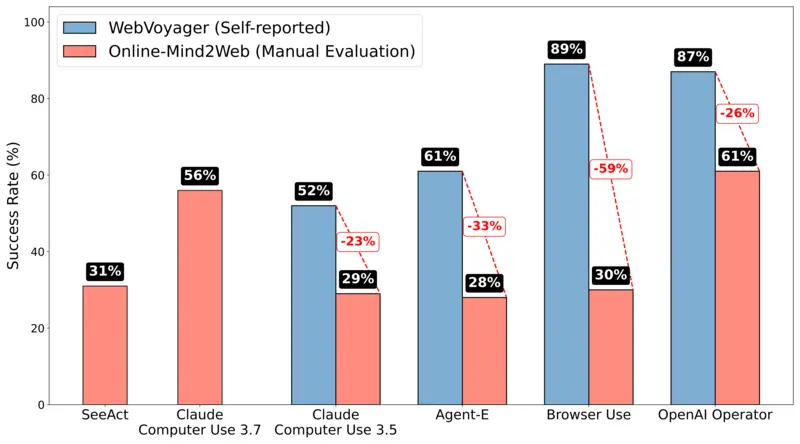 WebVoyager (Self-reported)
Online-Mind2Web (Manual Evaluation)
Success Rate (%)
100
80
60
40
20
0
31%
56%
52%
-23%
29%
61%
-33%
28%
89%
-59%
30%
87%
-26%
61%
SeeAct
Claude
Computer Use 3.7
Claude
Computer Use 3.5
Agent-E
Browser Use
OpenAI Operator